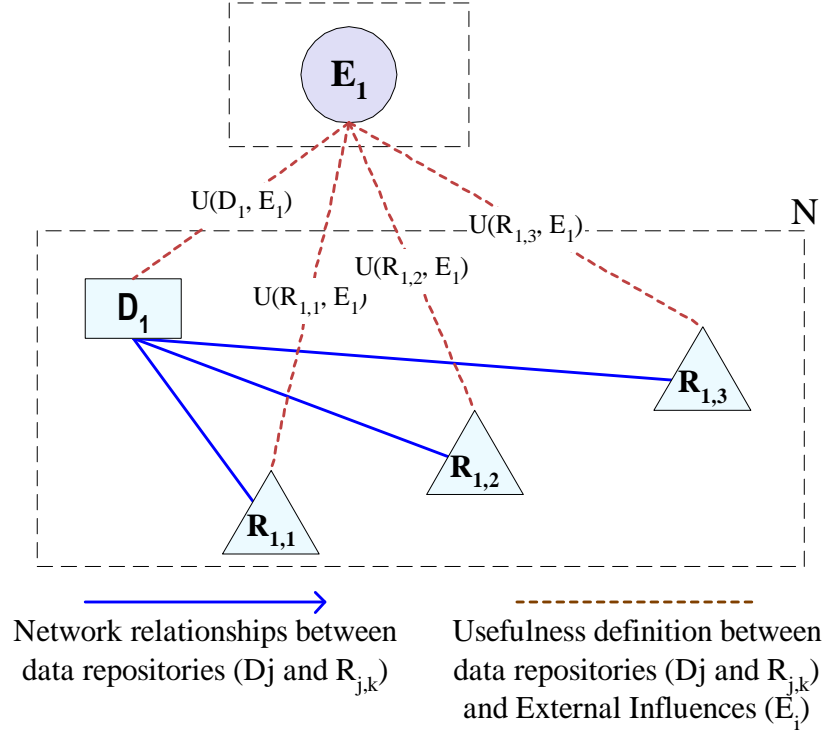 E1
U(D1, E1)
U(R1,3, E1)
N
U(R1,2, E1)
U(R1,1, E1)
D1
R1,3
R1,2
R1,1
Network relationships between
data repositories (Dj and Rj,k)
Usefulness definition between
data repositories (Dj and Rj,k)
and External Influences (Ei)